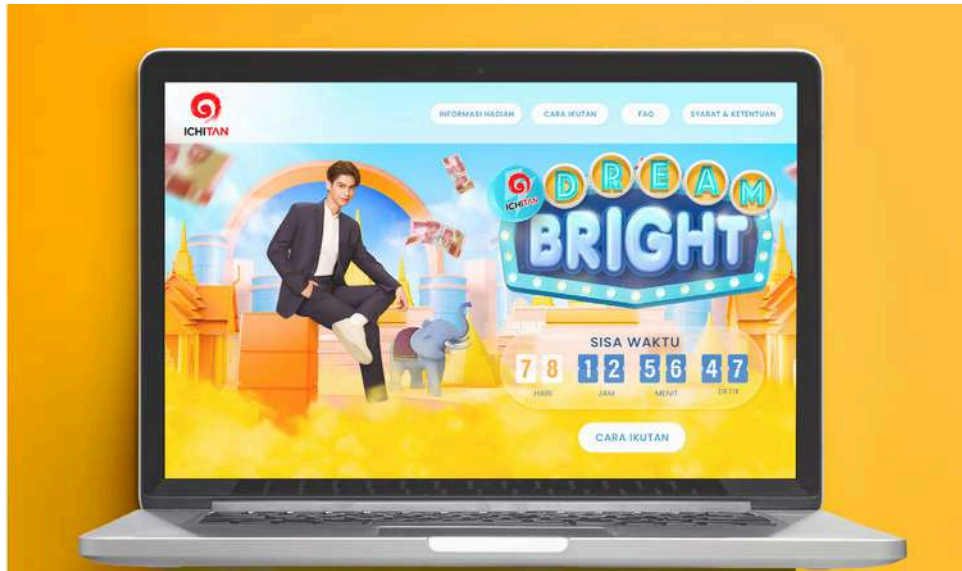 ICHITAN
INFORMASI HADIAH
CARA IKUTAN
FAQ
SYARAT & KETENTUAN
ICHITAN
DREAM
BRIGHT
SISA WAKTU
78 12 56 47
HARI JAM MENIT DETIK
CARA IKUTAN